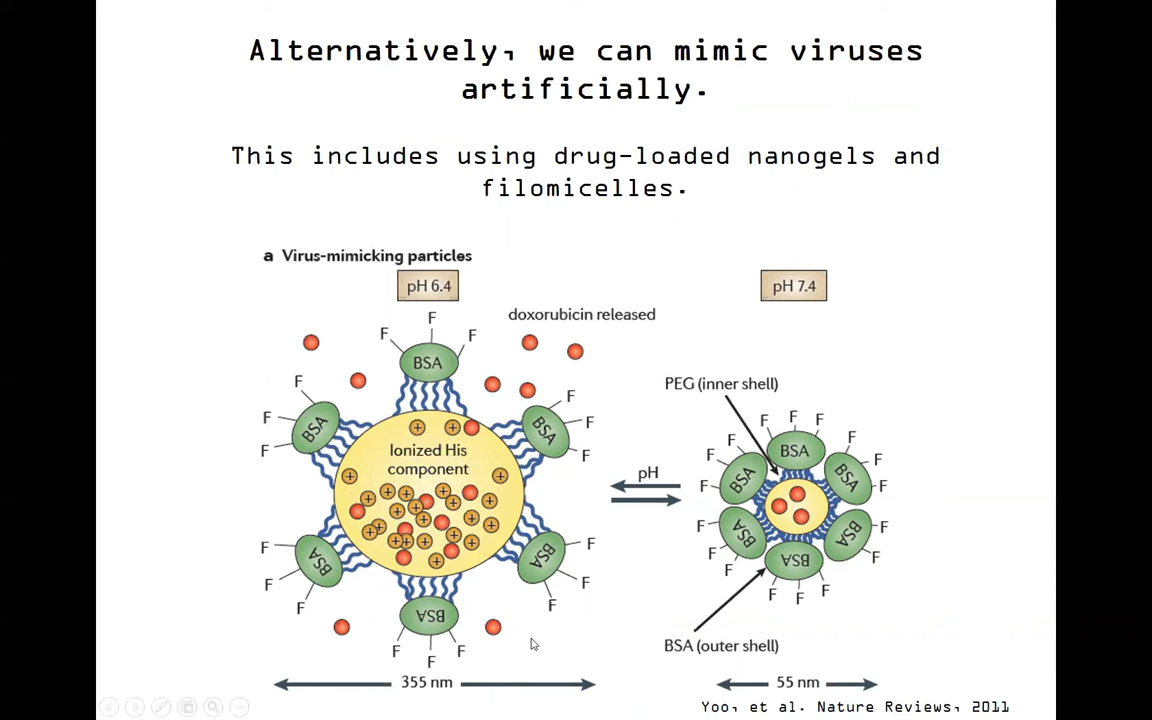 Alternatively, we can mimic viruses
artificially.
This includes using drug-loaded nanogels and
filomicelles.
a Virus-mimicking particles
pH 6.4
pH 7.4
doxorubicin released
F
F
F
BSA
F
F
F
BSA
F
F
F
BSA
Ionized His
component
F
F
F
BSA
F
F
F
BSA
BSA
F
F
F
355 nm
pH
PEG (inner shell)
F
F
F
BSA
F
F
F
BSA
F
F
F
BSA
F
F
F
BSA
F
F
F
BSA
BSA
F
F
F
BSA (outer shell)
55 nm
Yoo, et al. Nature Reviews, 2011